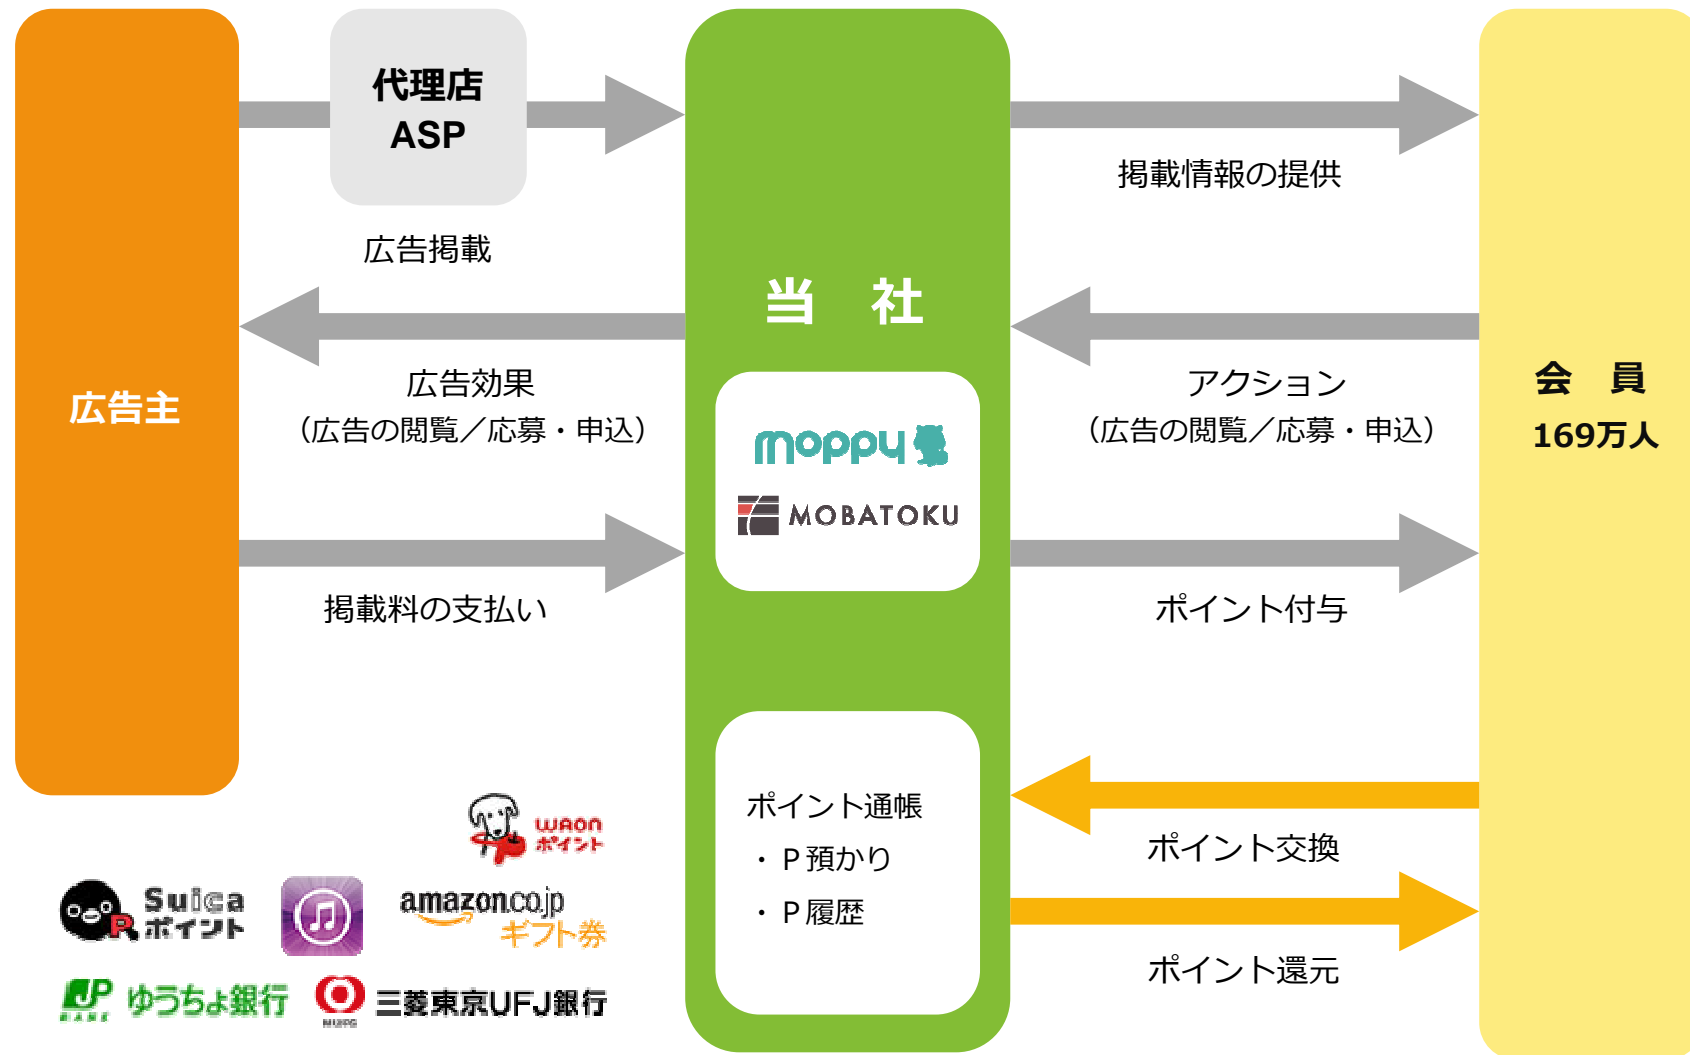 代理店
ASP
広告掲載
掲載情報の提供
当　社
広告主
広告効果
（広告の閲覧／応募・申込）
アクション
（広告の閲覧／応募・申込）
会　員
169万人
moppy
MOBATOKU
掲載料の支払い
ポイント付与
ポイント通帳
・Ｐ預かり
・Ｐ履歴
ポイント交換
ポイント還元
WAON
ポイント
P
Suica
ポイント
amazon.co.jp
ギフト券
JP
BANK
ゆうちょ銀行
MUFG
三菱東京UFJ銀行